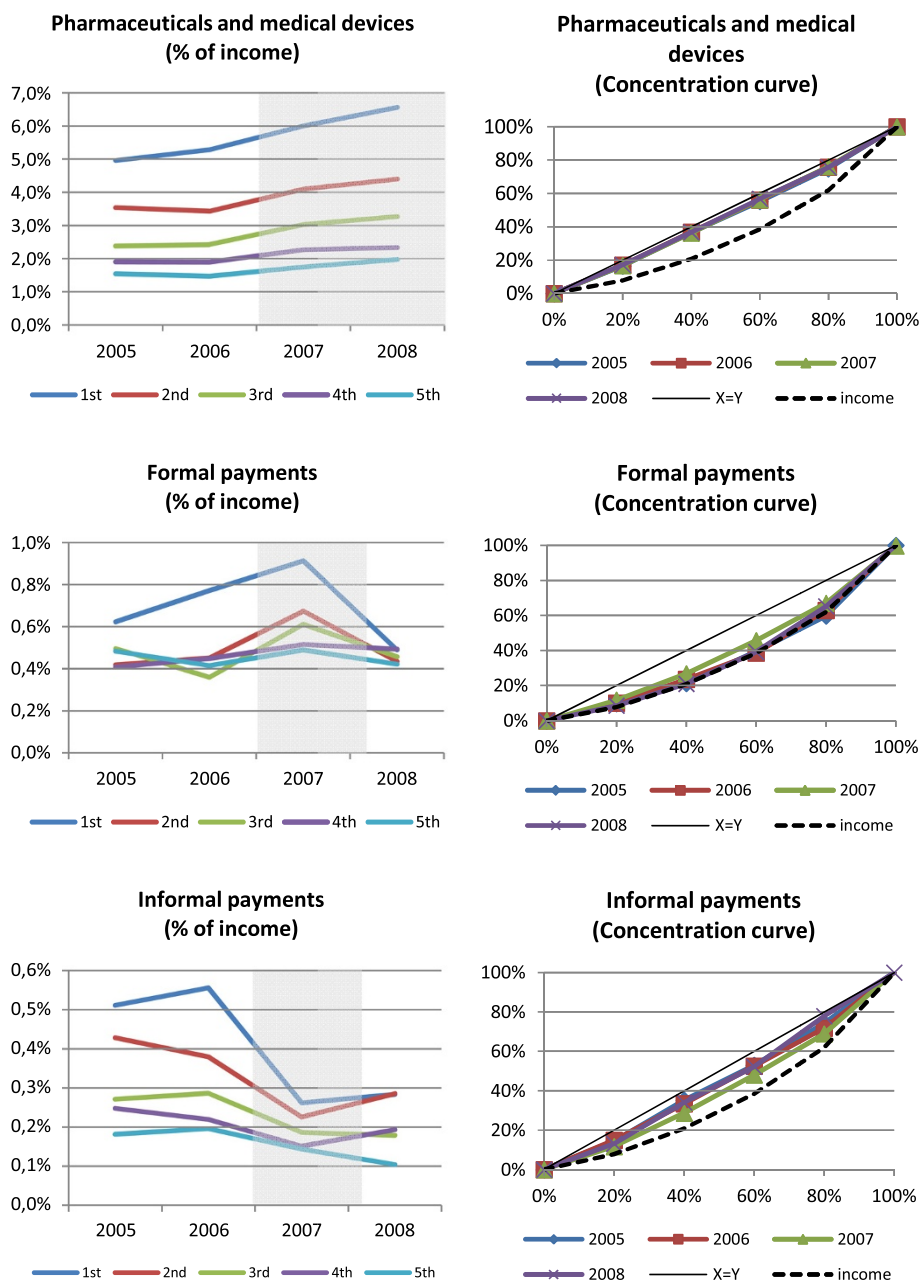 Pharmaceuticals and medical devices
(% of income)
7,0%
6,0%
5,0%
4,0%
3,0%
2,0%
1,0%
0,0%
2005 2006 2007 2008
1st 2nd 3rd 4th 5th
Pharmaceuticals and medical
devices
(Concentration curve)
100%
80%
60%
40%
20%
0%
0% 20% 40% 60% 80% 100%
2005 2006 2007
2008 X=Y income
Formal payments
(% of income)
1,0%
0,8%
0,6%
0,4%
0,2%
0,0%
2005 2006 2007 2008
1st 2nd 3rd 4th 5th
Formal payments
(Concentration curve)
100%
80%
60%
40%
20%
0%
0% 20% 40% 60% 80% 100%
2005 2006 2007
2008 X=Y income
Informal payments
(% of income)
0,6%
0,5%
0,4%
0,3%
0,2%
0,1%
0,0%
2005 2006 2007 2008
1st 2nd 3rd 4th 5th
Informal payments
(Concentration curve)
100%
80%
60%
40%
20%
0%
0% 20% 40% 60% 80% 100%
2005 2006 2007
2008 X=Y income